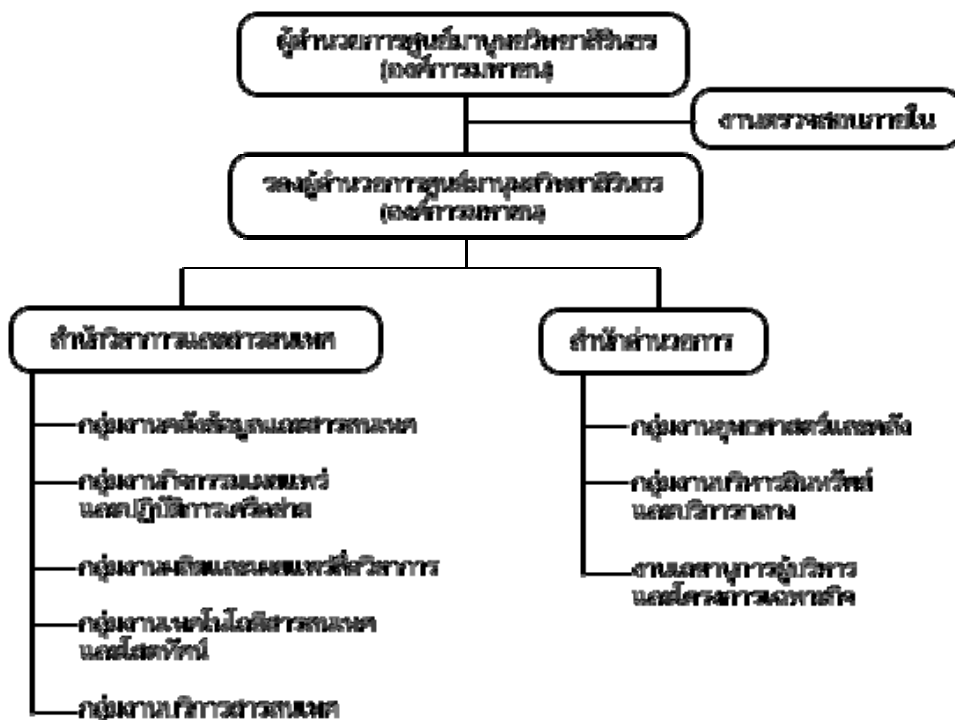 ผู้อำนวยการศูนย์มานุษยวิทยาสิรินธร
(องค์การมหาชน)
งานตรวจสอบภายใน
รองผู้อำนวยการศูนย์มานุษยวิทยาสิรินธร
(องค์การมหาชน)
สำนักวิชาการและสารสนเทศ
สำนักอำนวยการ
กลุ่มงานคลังข้อมูลและสารสนเทศ
กลุ่มงานกิจกรรมเผยแพร่
และปฏิบัติการเครือข่าย
กลุ่มงานผลิตและเผยแพร่สื่อวิชาการ
กลุ่มงานเทคโนโลยีสารสนเทศ
และโสตทัศน์
กลุ่มงานบริการสารสนเทศ
กลุ่มงานยุทธศาสตร์และคลัง
กลุ่มงานบริหารสินทรัพย์
และบริการกลาง
งานเลขานุการผู้บริหาร
และโครงการเฉพาะกิจ